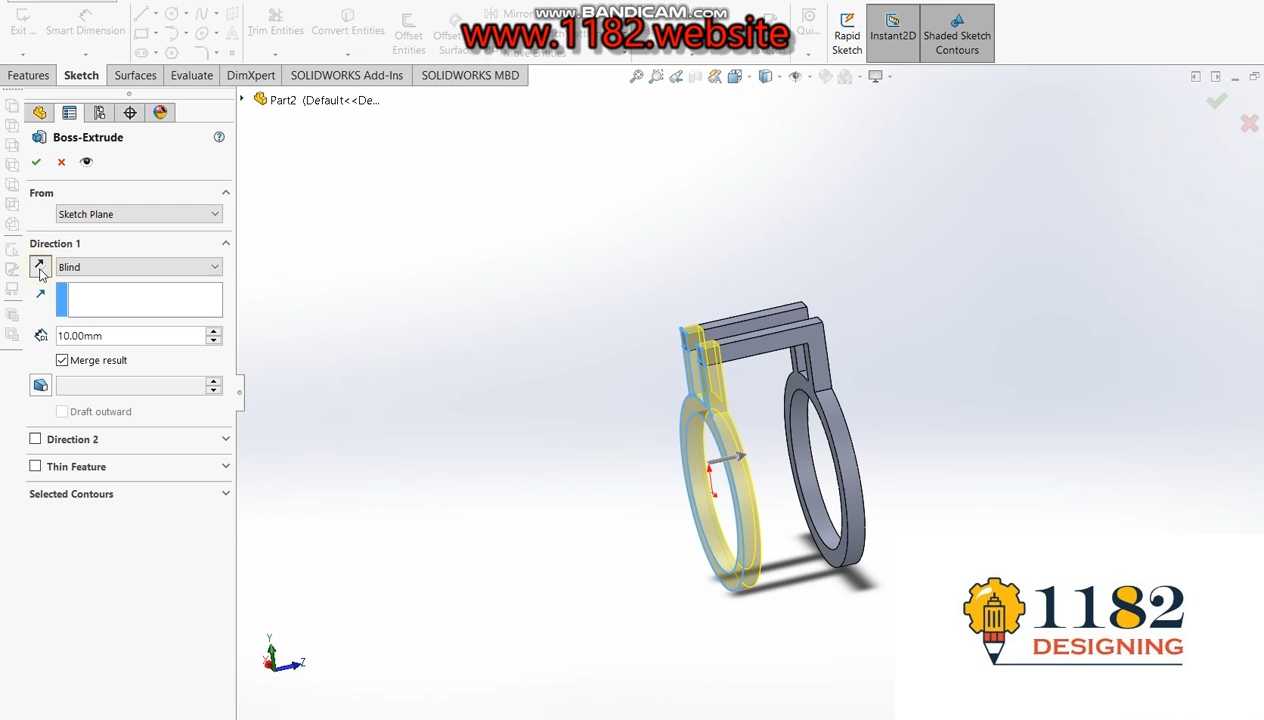 www.BANDICAM.com
www.1182.website
Exit ...
Smart Dimension
Trim Entities
Convert Entities
Offset
Entities
Mirror
Rapid
Sketch
Instant2D
Shaded Sketch
Contours
Features
Sketch
Surfaces
Evaluate
DimXpert
SOLIDWORKS Add-Ins
SOLIDWORKS MBD
Part2 (Default<<De...
Boss-Extrude
From
Sketch Plane
Direction 1
Blind
10.00mm
Merge result
Draft outward
Direction 2
Thin Feature
Selected Contours
Y
X
Z
1182
DESIGNING